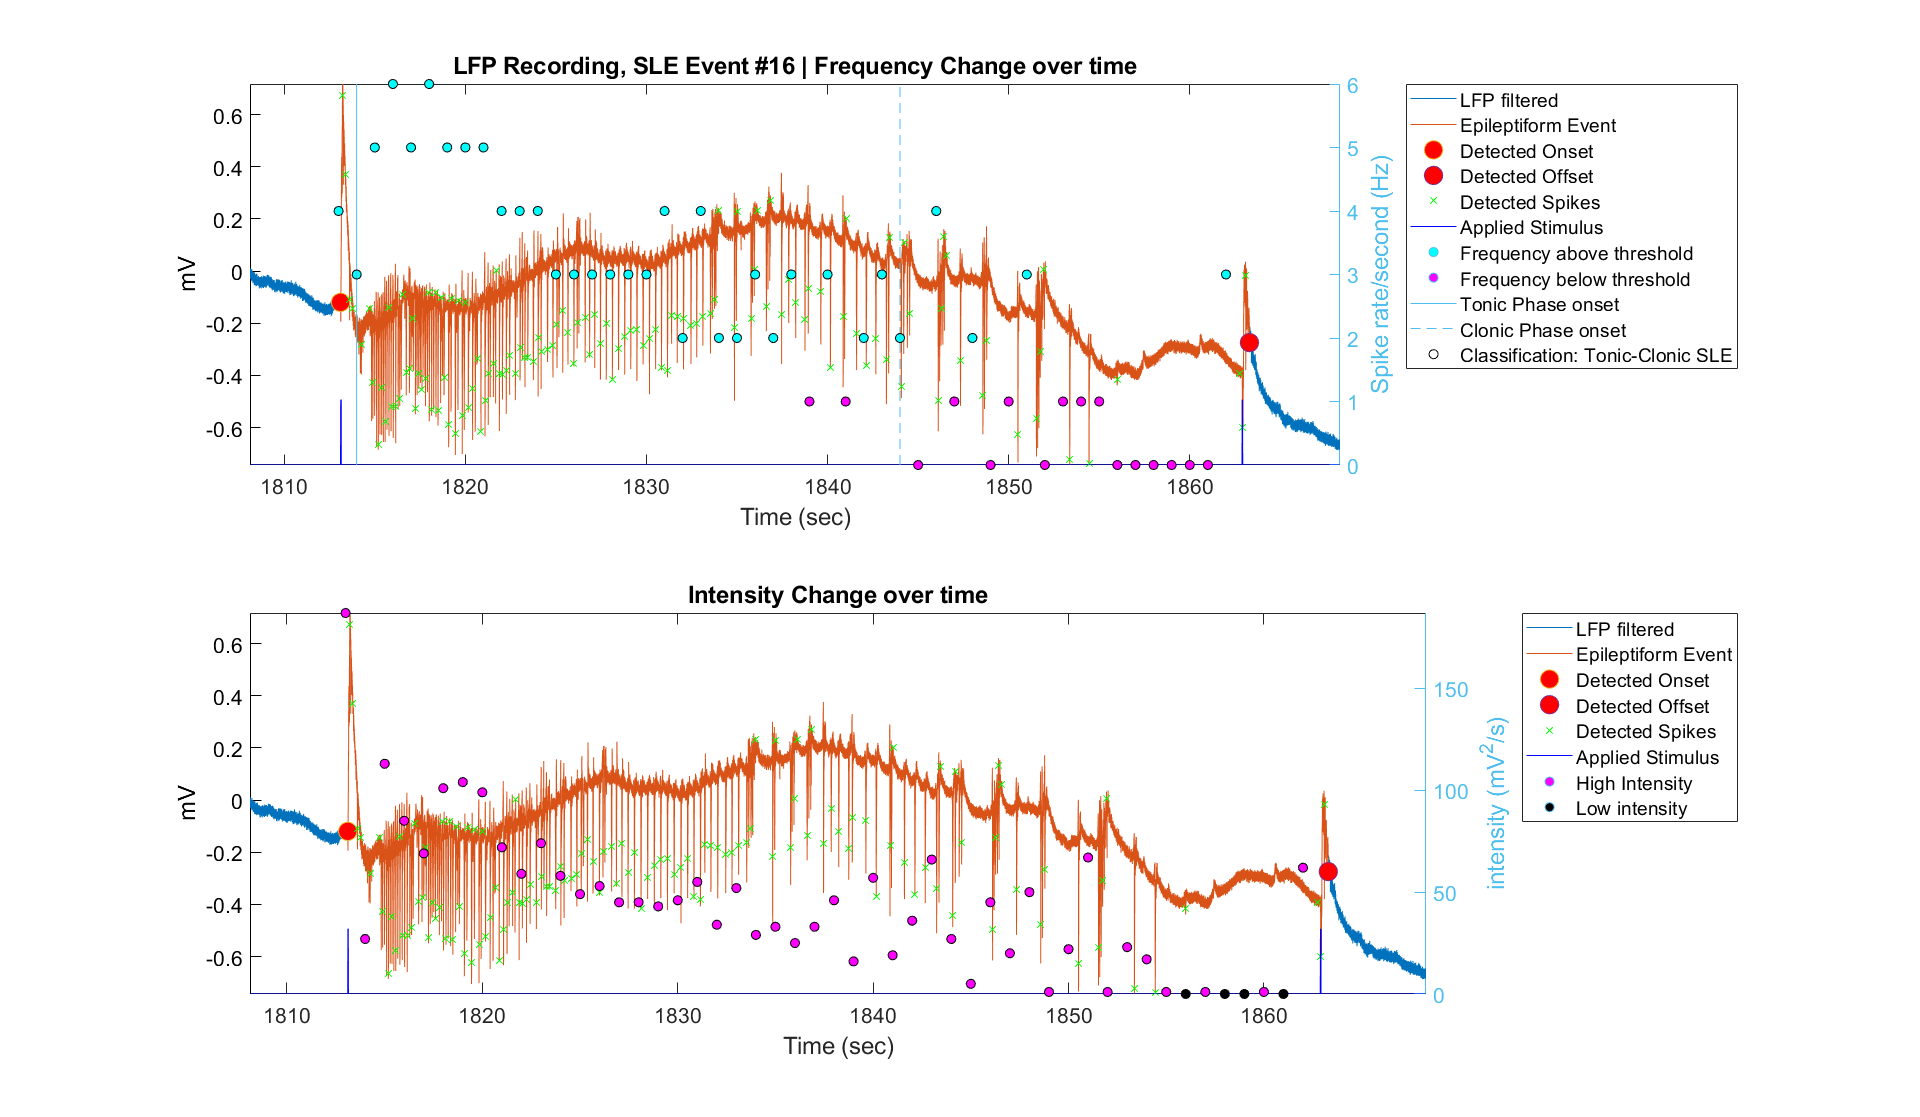 LFP Recording, SLE Event #16 | Frequency Change over time
0.6
0.4
0.2
0
-0.2
-0.4
-0.6
mV
1810
1820
1830
1840
1850
1860
Time (sec)
6
5
4
3
2
1
0
Spike rate/second (Hz)
LFP filtered
Epileptiform Event
Detected Onset
Detected Offset
Detected Spikes
Applied Stimulus
Frequency above threshold
Frequency below threshold
Tonic Phase onset
Clonic Phase onset
Classification: Tonic-Clonic SLE
Intensity Change over time
0.6
0.4
0.2
0
-0.2
-0.4
-0.6
mV
1810
1820
1830
1840
1850
1860
Time (sec)
150
100
50
0
intensity (mV²/s)
LFP filtered
Epileptiform Event
Detected Onset
Detected Offset
Detected Spikes
Applied Stimulus
High Intensity
Low intensity